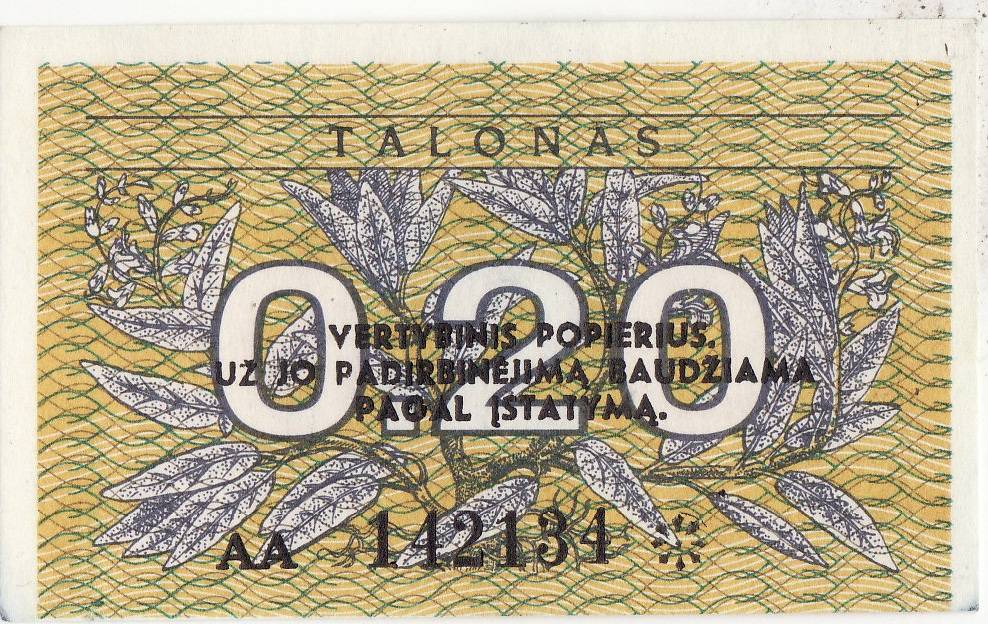 TALONAS
0.20
VERTYBINIS POPIERIUS.
UŽ JO PADIRBINĖJIMĄ BAUDŽIAMA
PAGAL ĮSTATYMĄ.
AA 142134